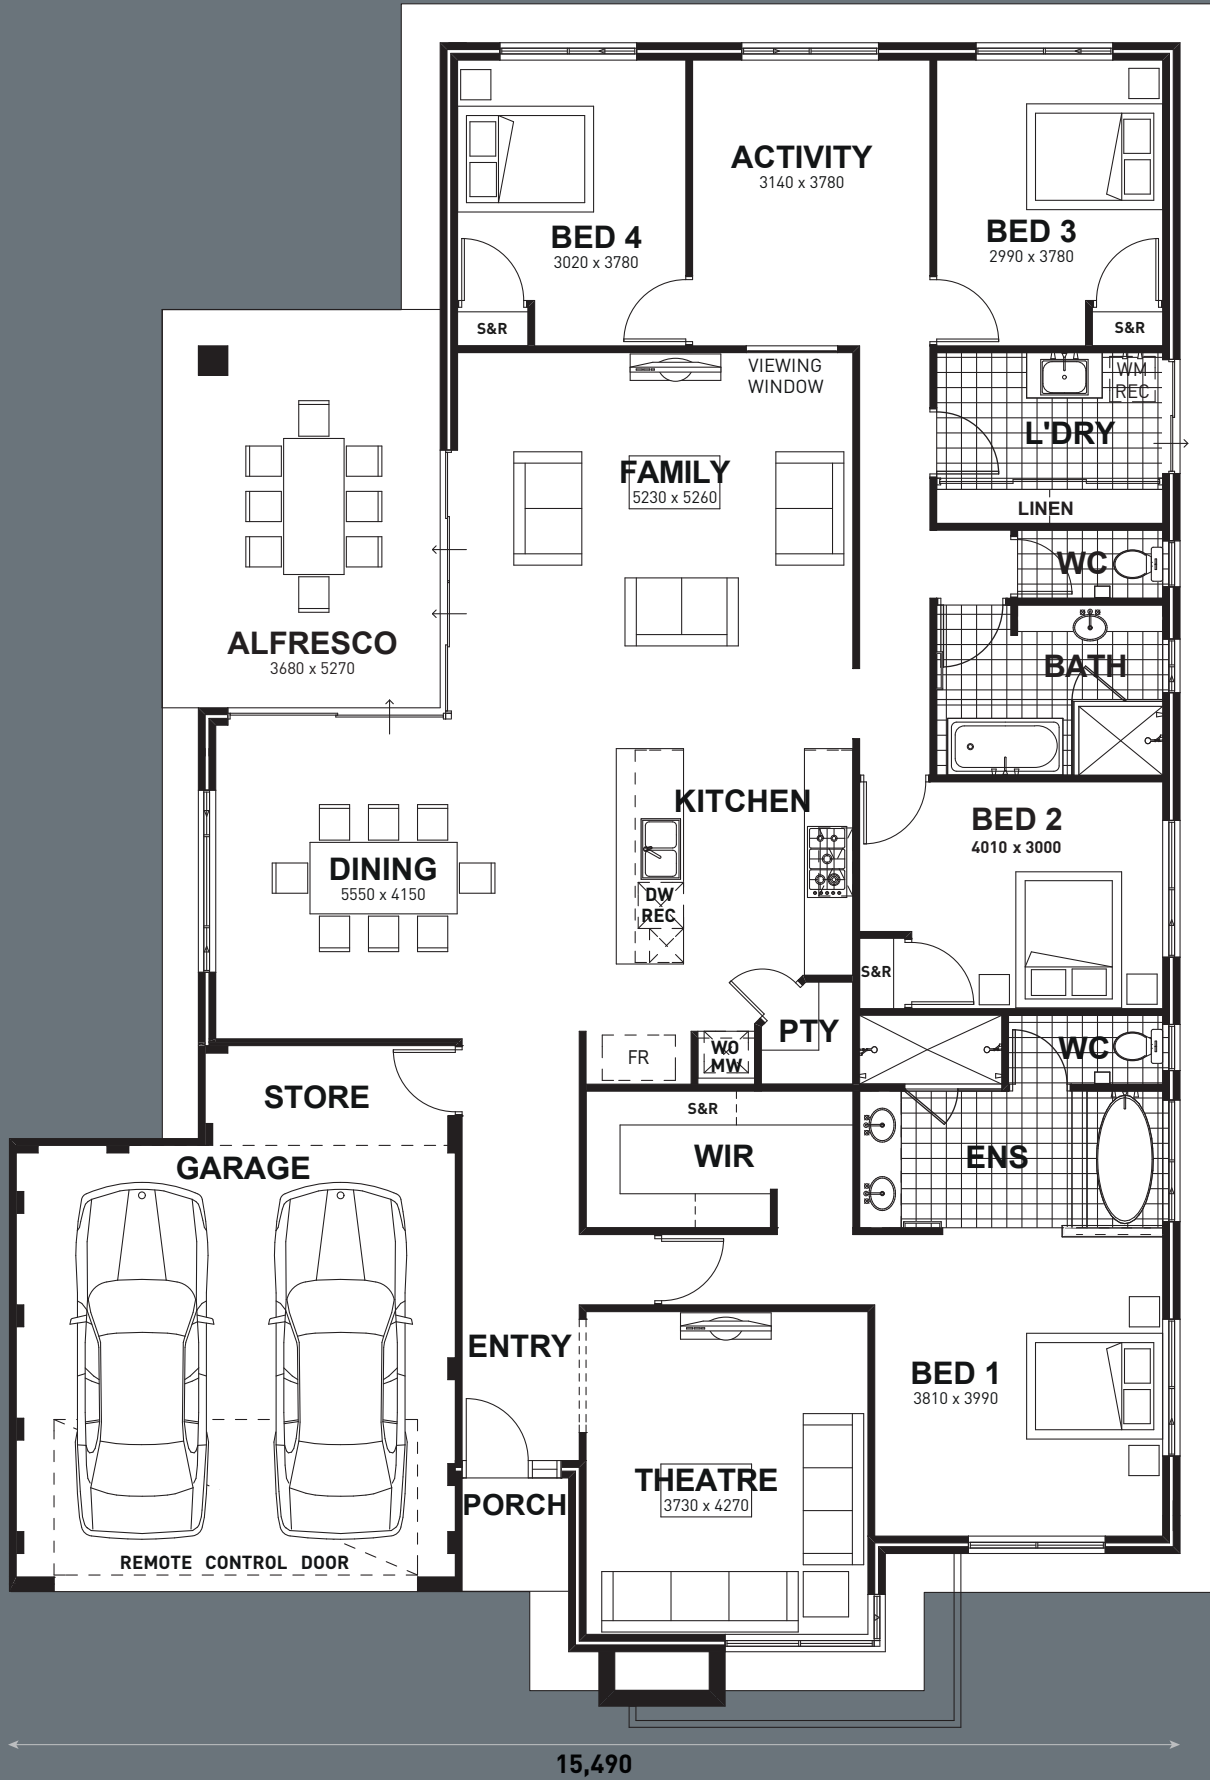 ACTIVITY
3140 x 3780
BED 4
3020 x 3780
BED 3
2990 x 3780
S&R
S&R
VIEWING
WINDOW
WM
REC
L'DRY
FAMILY
5230 x 5260
LINEN
WC
ALFRESCO
3680 x 5270
BATH
KITCHEN
BED 2
4010 x 3000
DINING
5550 x 4150
DW
REC
S&R
PTY
FR
WO
MW
WC
STORE
S&R
WIR
ENS
GARAGE
ENTRY
BED 1
3810 x 3990
THEATRE
3730 x 4270
PORCH
REMOTE CONTROL DOOR
15,490